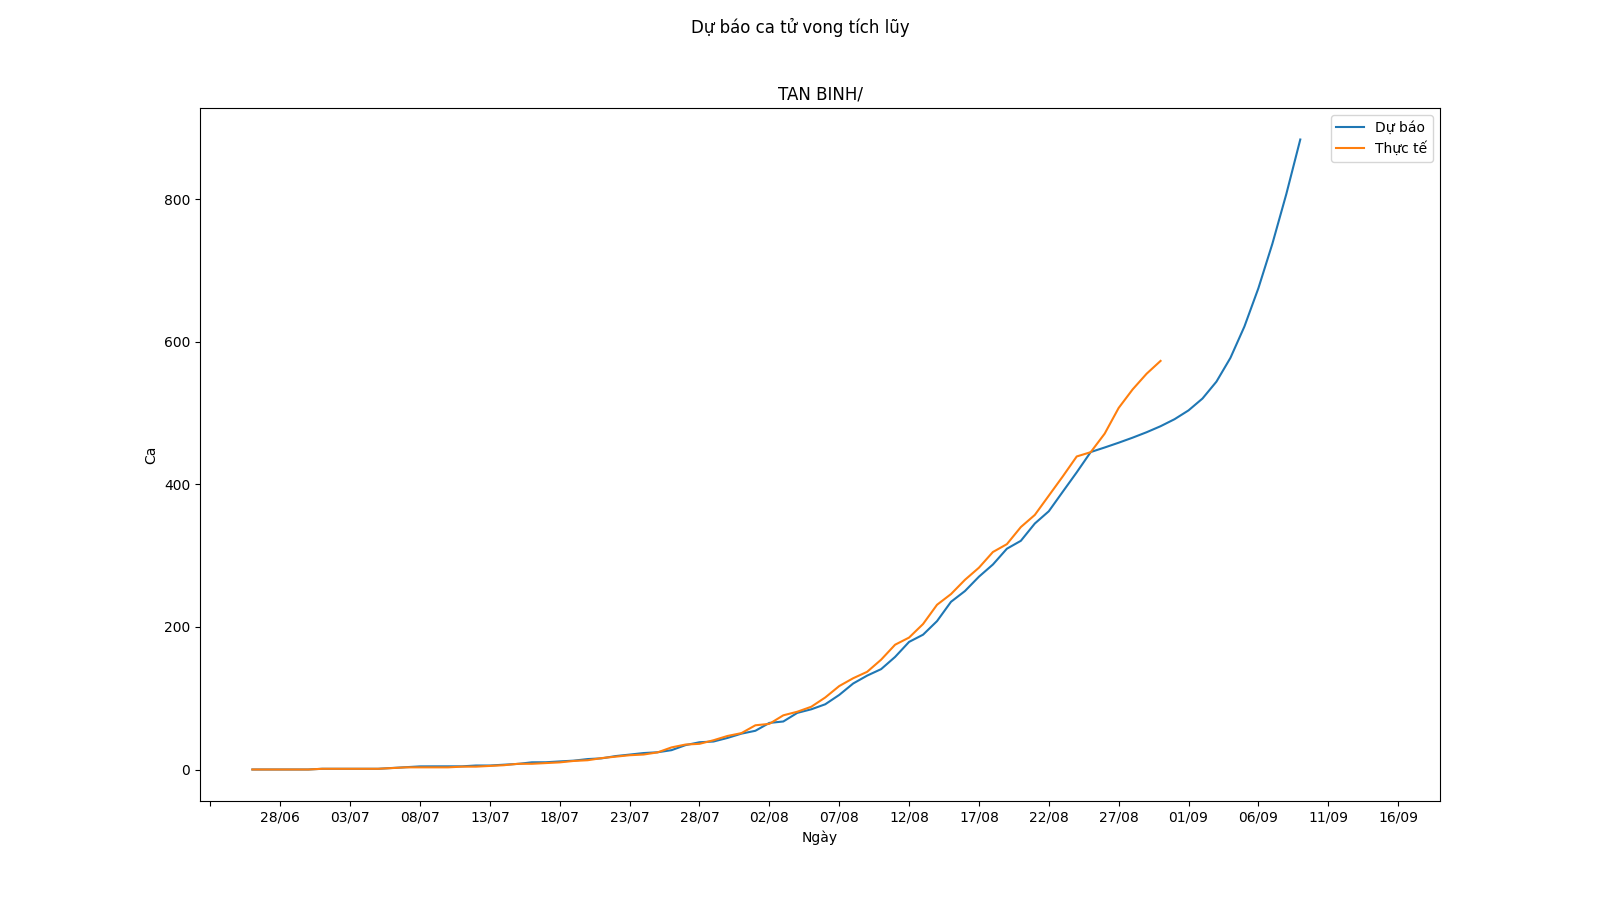 Dự báo ca tử vong tích lũy
TAN BINH/
Dự báo
Thực tế
800
600
400
200
0
Ca
28/06 03/07 08/07 13/07 18/07 23/07 28/07 02/08 07/08 12/08 17/08 22/08 27/08 01/09 06/09 11/09 16/09
Ngày